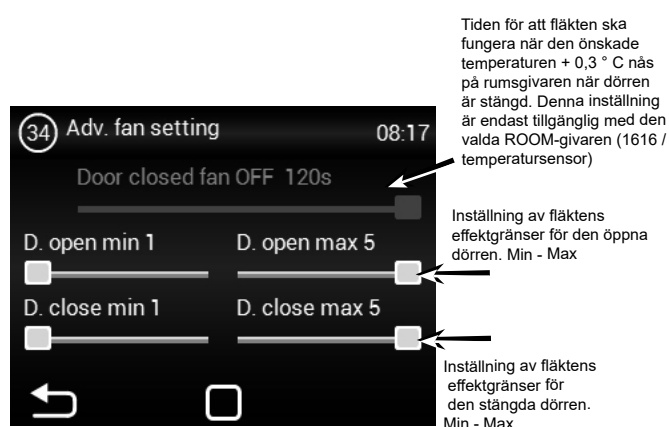 Tiden för att fläkten ska
fungera när den önskade
temperaturen + 0,3 ° C nås
på rumsgivaren när dörren
är stängd. Denna inställning
är endast tillgänglig med den
valda ROOM-givaren (1616 /
temperatursensor)
34 Adv. fan setting 08:17
Door closed fan OFF 120s
D. open min 1 D. open max 5
D. close min 1 D. close max 5
Inställning av fläktens
effektgränser för den öppna
dörren. Min - Max
Inställning av fläktens
effektgränser för
den stängda dörren.
Min - Max